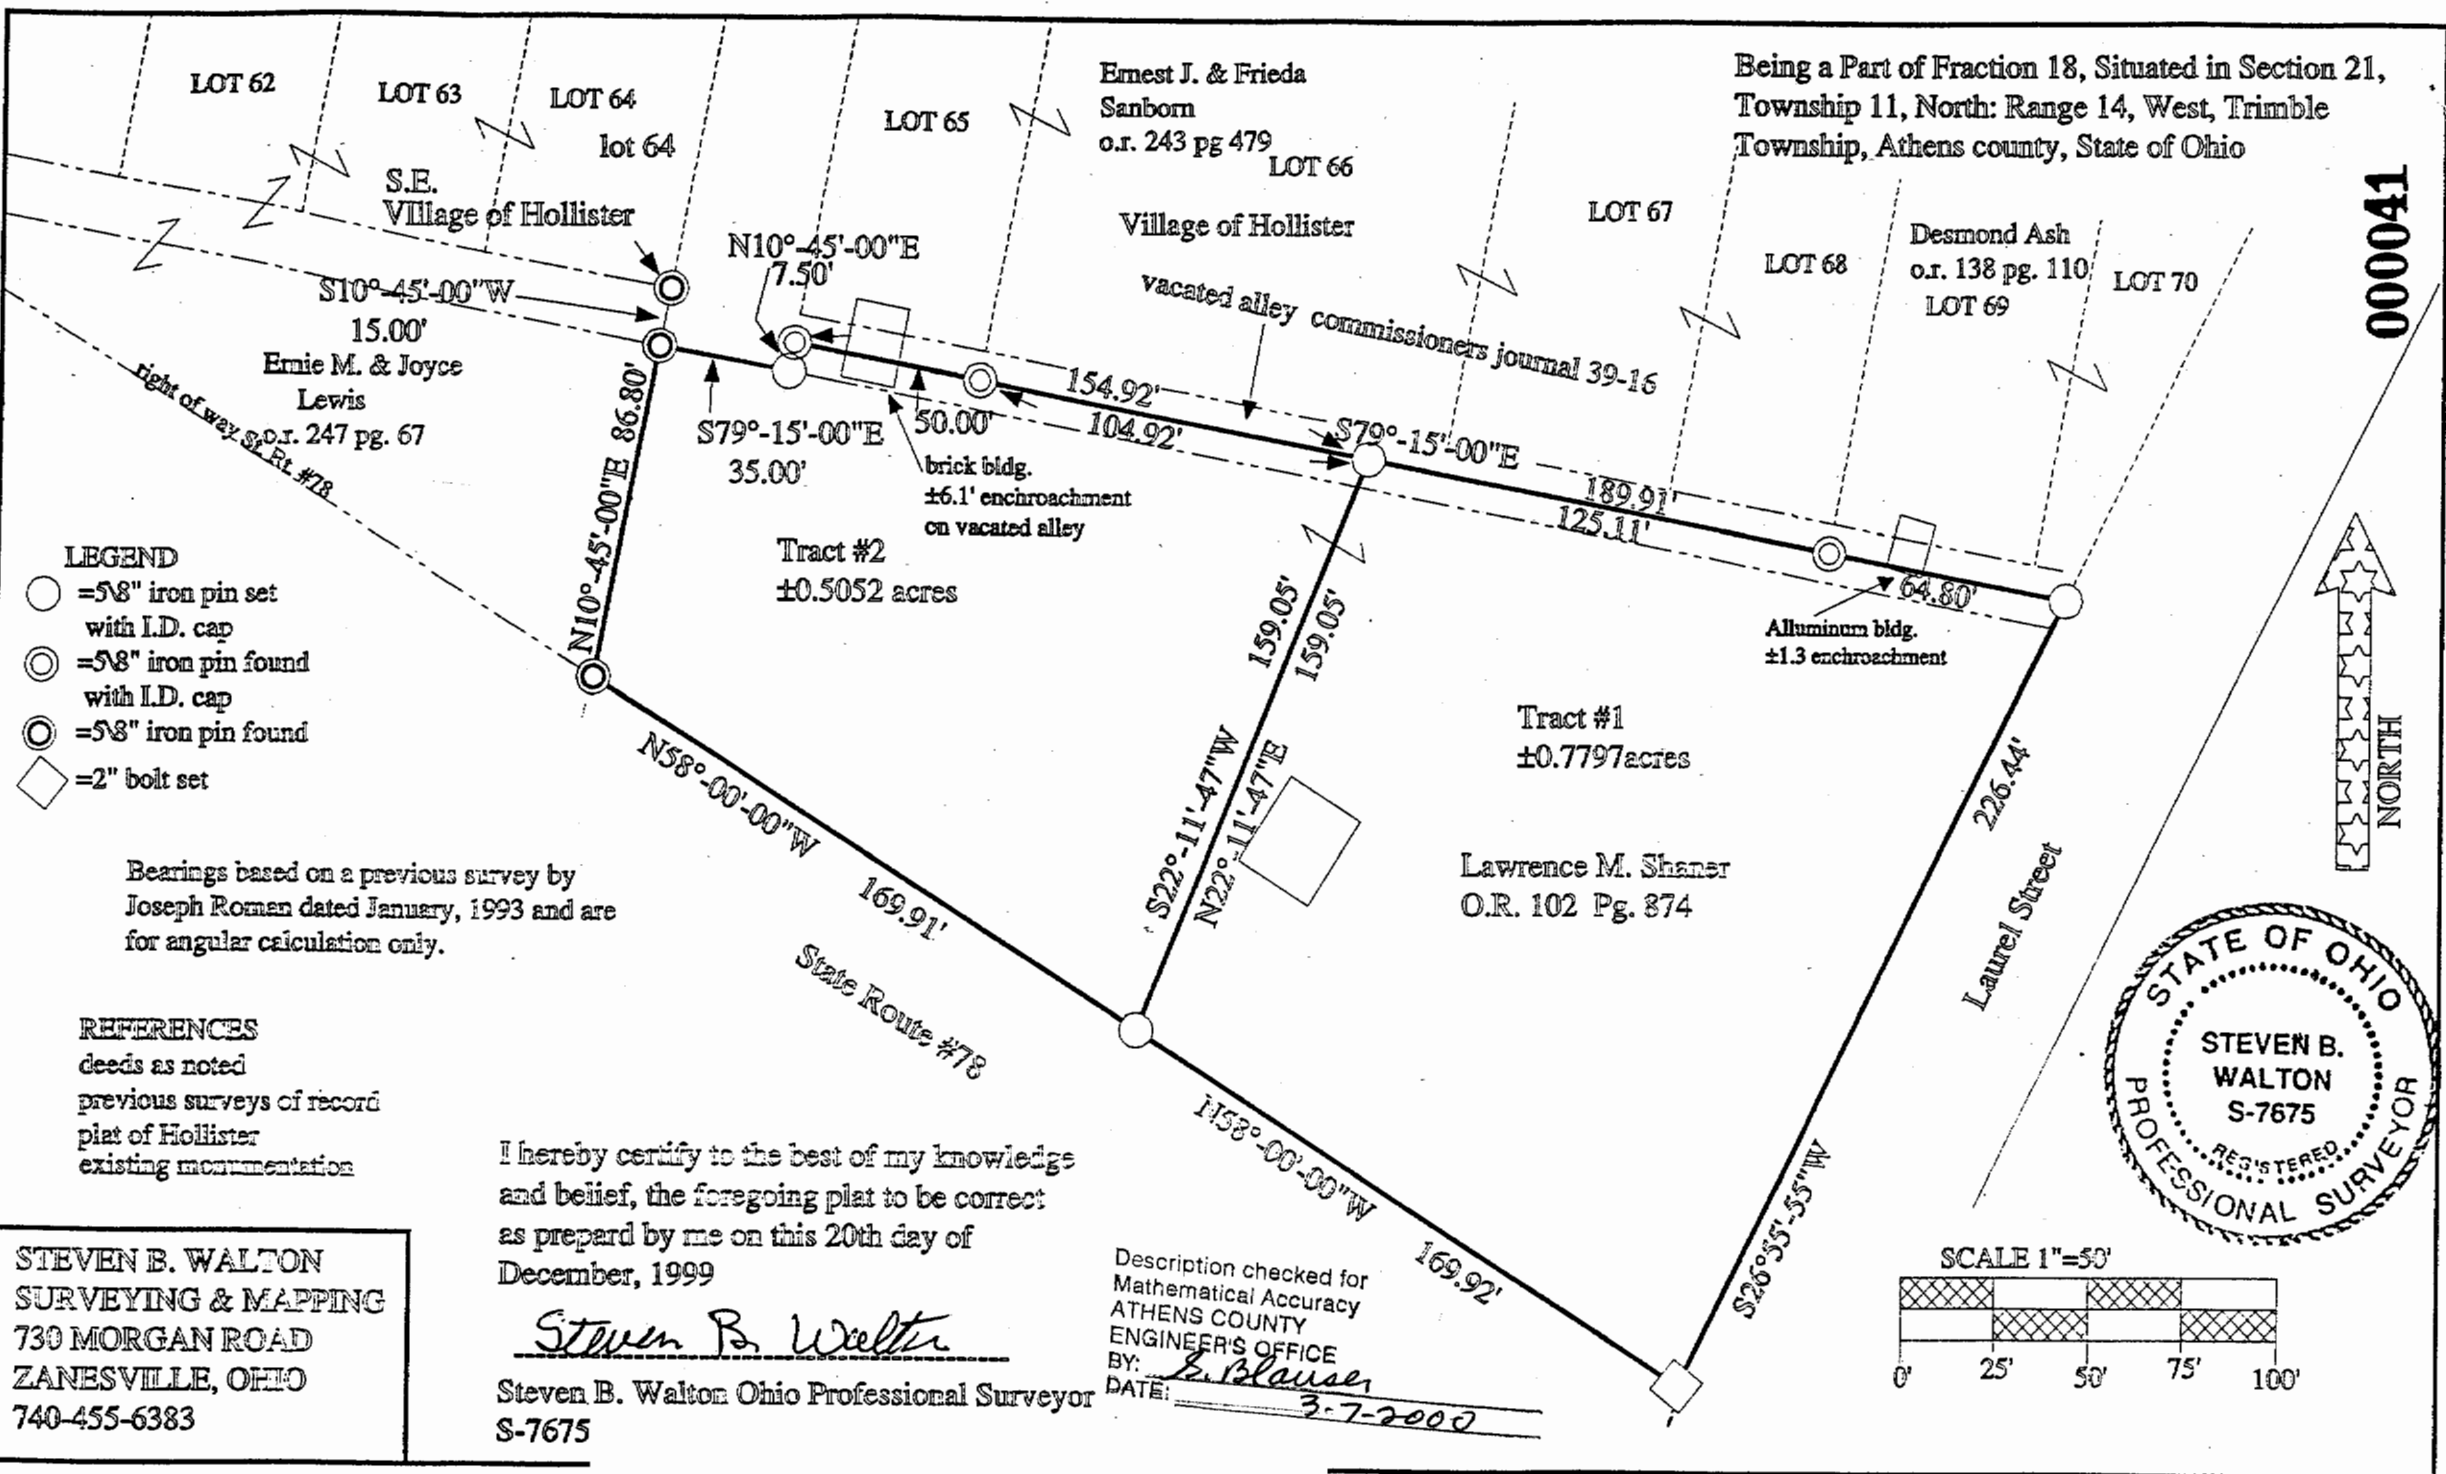 LOT 62
LOT 63
LOT 64
lot 64
LOT 65
Ernest J. & Frieda
Sanborn
o.r. 243 pg 479
LOT 66
Being a Part of Fraction 18, Situated in Section 21,
Township 11, North: Range 14, West, Trimble
Township, Athens county, State of Ohio
000041
S.E.
VIllage of Hollister
N10°-45'-00"E
7.50'
Village of Hollister
LOT 67
LOT 68
Desmond Ash
o.r. 138 pg. 110
LOT 69
LOT 70
vacated alley commissioners journal 39-16
S10°-45'-00"W
15.00'
Ernie M. & Joyce
Lewis
o.r. 247 pg. 67
right of way St. Rt. #78
N10°-45'-00"E 86.80'
S79°-15'-00"E
35.00'
50.00'
154.92'
104.92'
S79°-15'-00"E
189.91'
125.11'
64.80'
brick bldg.
±6.1' enchroachment
on vacated alley
Alluminum bldg.
±1.3 enchroachment
LEGEND
=5\8" iron pin set
with I.D. cap
=5\8" iron pin found
with I.D. cap
=5\8" iron pin found
=2" bolt set
Tract #2
±0.5052 acres
159.05'
159.05'
S22°-11'-47"W
N22°-11'-47"E
Tract #1
±0.7797acres
Lawrence M. Shaner
O.R. 102 Pg. 874
226.44'
S26°55'-55"W
Laurel Street
NORTH
N58°-00'-00"W
169.91'
State Route #78
N58°-00'-00"W
169.92'
Bearings based on a previous survey by
Joseph Roman dated January, 1993 and are
for angular calculation only.
REFERENCES
deeds as noted
previous surveys of record
plat of Hollister
existing monumentation
I hereby certify to the best of my knowledge
and belief, the foregoing plat to be correct
as prepard by me on this 20th day of
December, 1999
Steven B. Walton
Steven B. Walton Ohio Professional Surveyor
S-7675
Description checked for
Mathematical Accuracy
ATHENS COUNTY
ENGINEER'S OFFICE
BY: S. Blauser
DATE: 3-7-2000
STEVEN B. WALTON
SURVEYING & MAPPING
730 MORGAN ROAD
ZANESVILLE, OHIO
740-455-6383
STATE OF OHIO
STEVEN B.
WALTON
S-7675
REGISTERED
PROFESSIONAL SURVEYOR
SCALE 1"=50'
0' 25' 50' 75' 100'